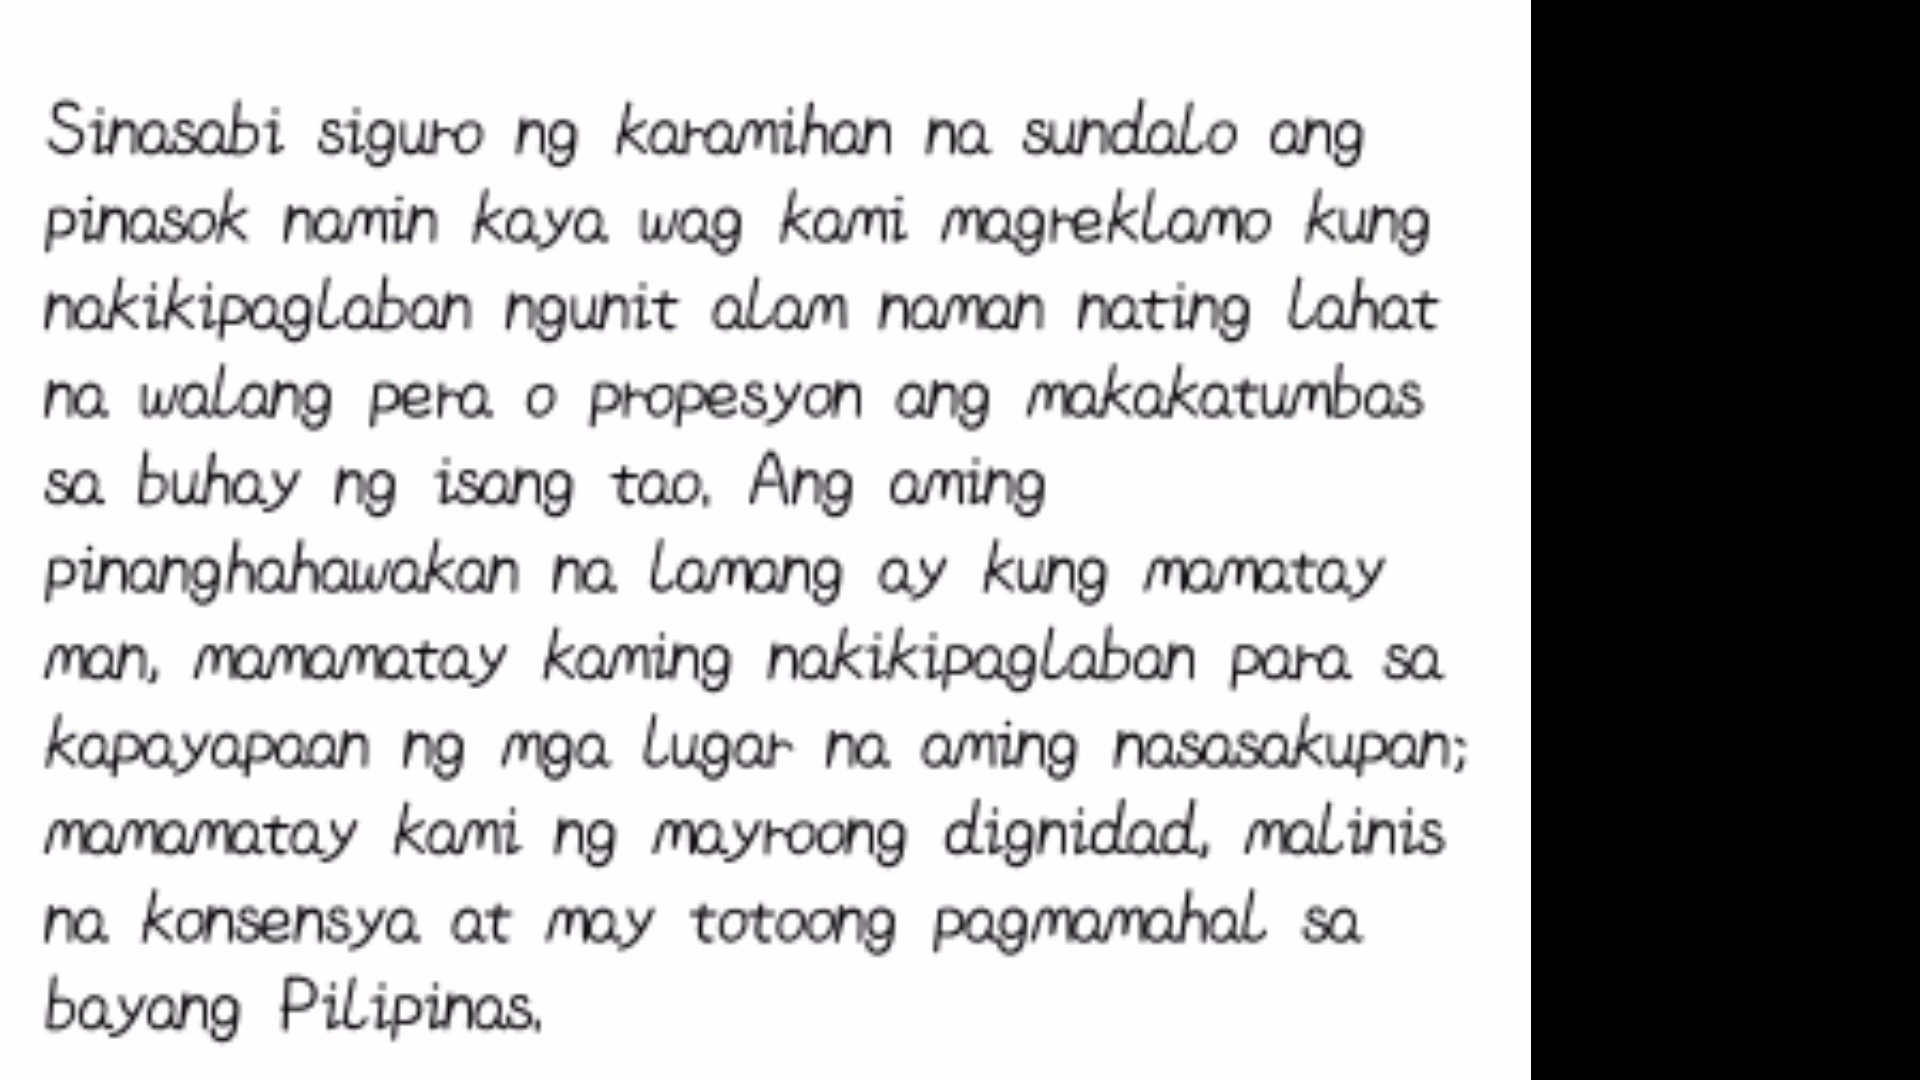 Sinasabi siguro ng karamihan na sundalo ang
pinasok namin kaya wag kami magreklamo kung
nakikipaglaban ngunit alam naman nating lahat
na walang pera o propesyon ang makakatumbas
sa buhay ng isang tao. Ang aming
pinanghahawakan na lamang ay kung mamatay
man, mamamatay kaming nakikipaglaban para sa
kapayapaan ng mga lugar na aming nasasakupan;
mamamatay kami ng mayroong dignidad, malinis
na konsensya at may totoong pagmamahal sa
bayang Pilipinas.